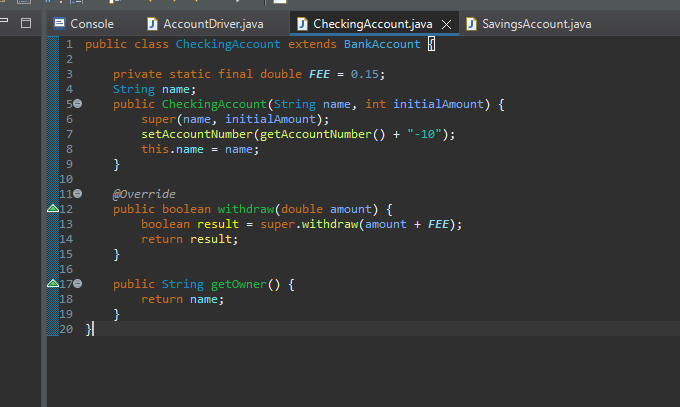 Console AccountDriver.java CheckingAccount.java SavingsAccount.java
1 public class CheckingAccount extends BankAccount {
2
3 private static final double FEE = 0.15;
4 String name;
5 public CheckingAccount(String name, int initialAmount) {
6 super(name, initialAmount);
7 setAccountNumber(getAccountNumber() + "-10");
8 this.name = name;
9 }
10
11 @Override
12 public boolean withdraw(double amount) {
13 boolean result = super.withdraw(amount + FEE);
14 return result;
15 }
16
17 public String getOwner() {
18 return name;
19 }
20 }